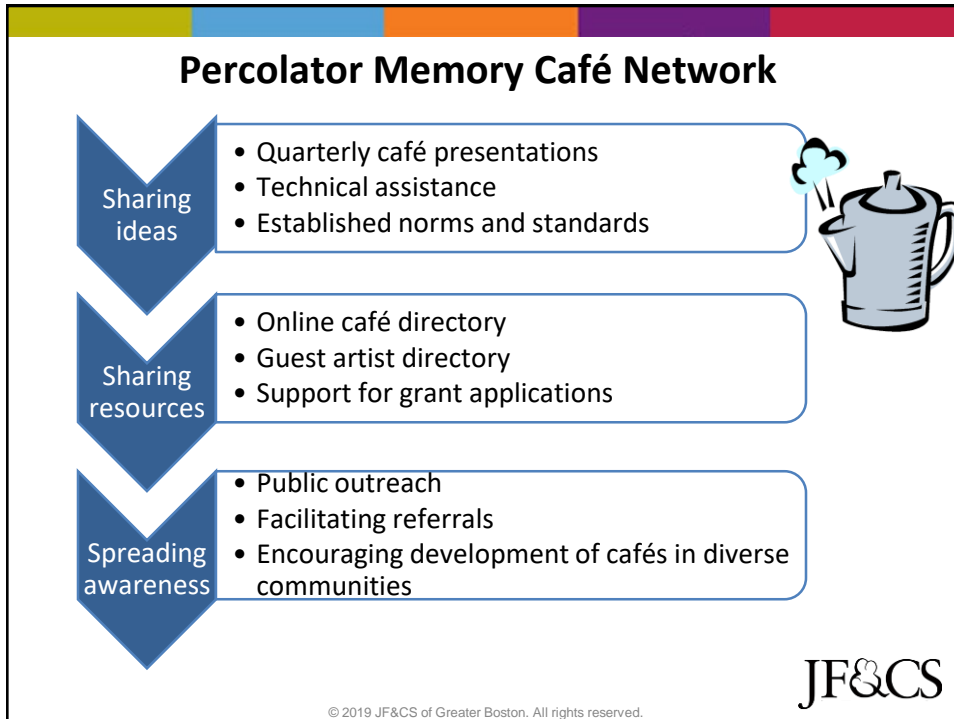 Percolator Memory Café Network
Sharing
ideas
• Quarterly café presentations
• Technical assistance
• Established norms and standards
Sharing
resources
• Online café directory
• Guest artist directory
• Support for grant applications
Spreading
awareness
• Public outreach
• Facilitating referrals
• Encouraging development of cafés in diverse
communities
JF&CS
© 2019 JF&CS of Greater Boston. All rights reserved.